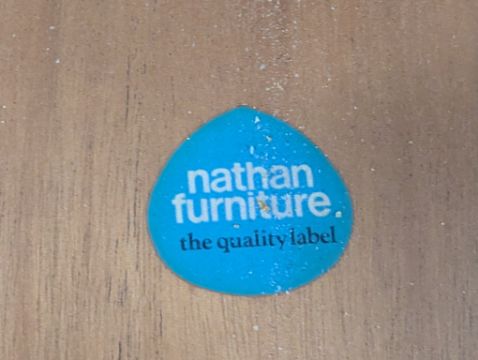 nathan
furniture.
the quality label